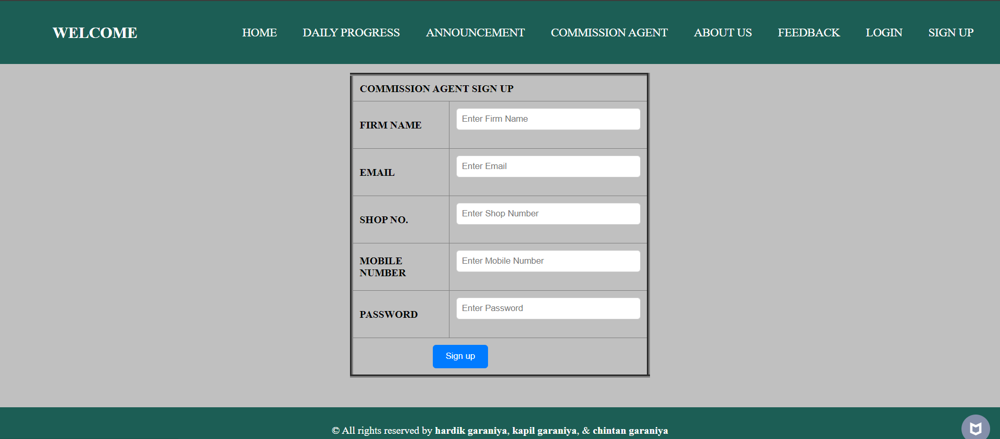 WELCOME HOME DAILY PROGRESS ANNOUNCEMENT COMMISSION AGENT ABOUT US FEEDBACK LOGIN SIGN UP
COMMISSION AGENT SIGN UP
FIRM NAME Enter Firm Name
EMAIL Enter Email
SHOP NO. Enter Shop Number
MOBILE
NUMBER Enter Mobile Number
PASSWORD Enter Password
Sign up
© All rights reserved by hardik garaniya, kapil garaniya, & chintan garaniya